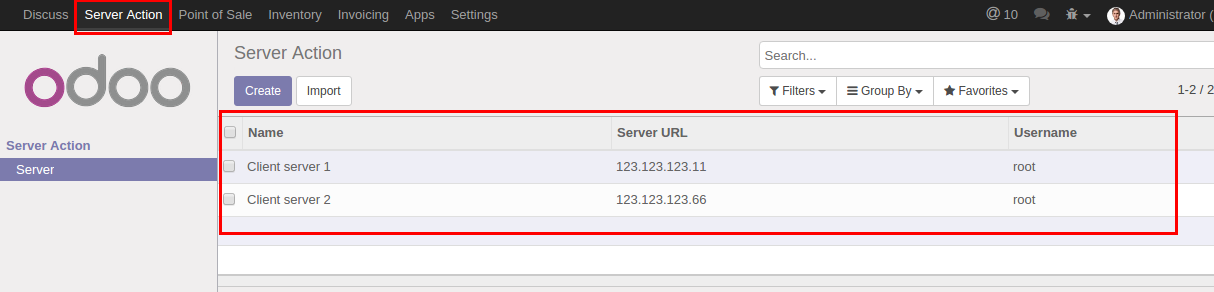 Discuss Server Action Point of Sale Inventory Invoicing Apps Settings @ 10 Administrator (
odoo
Server Action
Search...
Create Import
Filters Group By Favorites 1-2 / 2
Server Action
Server
Name Server URL Username
Client server 1 123.123.123.11 root
Client server 2 123.123.123.66 root